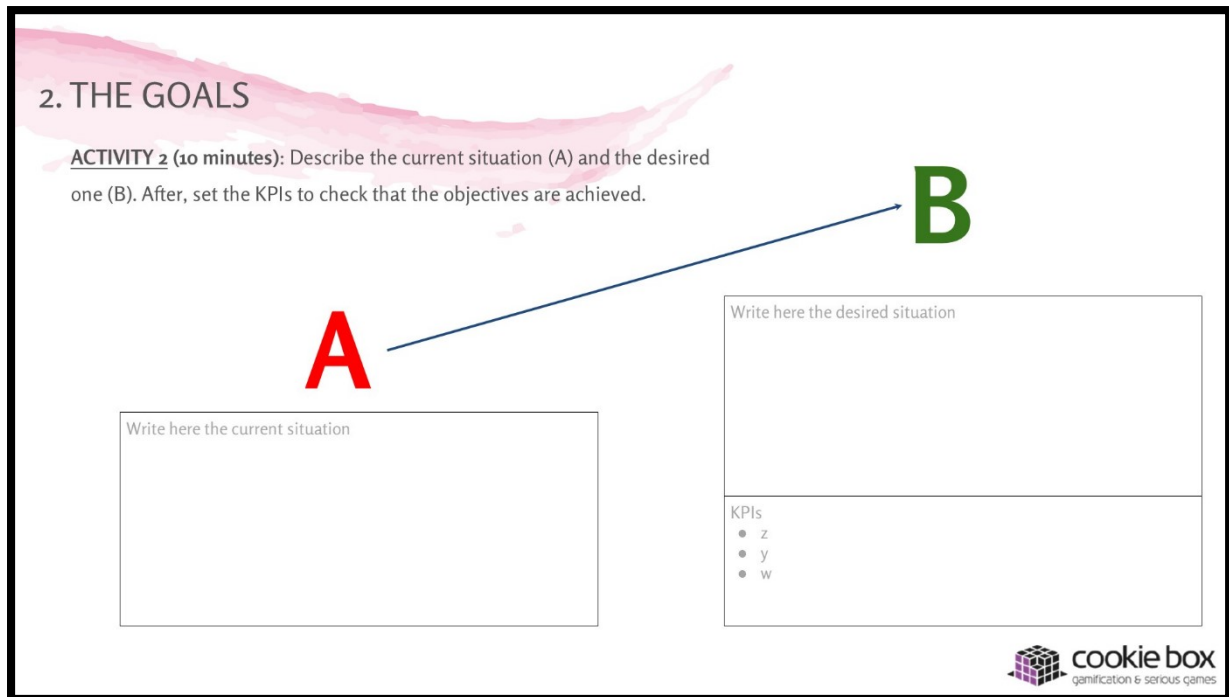 2. THE GOALS
ACTIVITY 2 (10 minutes): Describe the current situation (A) and the desired
one (B). After, set the KPIs to check that the objectives are achieved.
B
A
Write here the desired situation
Write here the current situation
KPIs
● z
● y
● w
cookie box
gamification & serious games